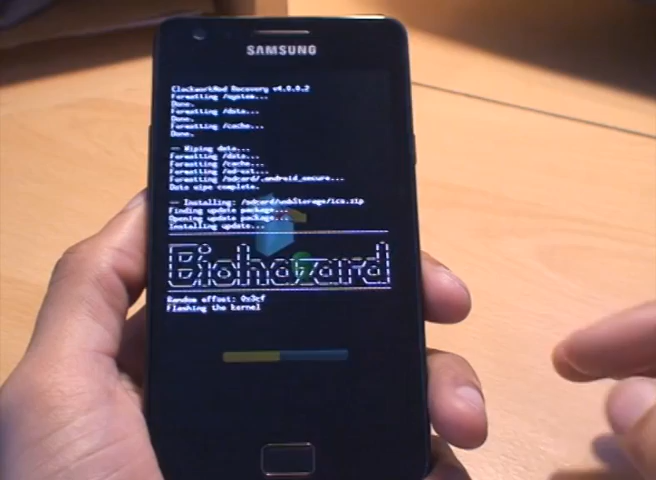 SAMSUNG
ClockworkMod Recovery v4.0.0.2
Formatting /system...
Done.
Formatting /data...
Done.
Formatting /cache...
Done.
-- Wiping data...
Formatting /data...
Formatting /cache...
Formatting /sd-ext...
Formatting /sdcard/.android_secure...
Data wipe complete.
-- Installing: /sdcard/usbStorage/ics.zip
Finding update package...
Opening update package...
Installing update...
Biohazard
Random offset: 0x3cf
Flashing the kernel